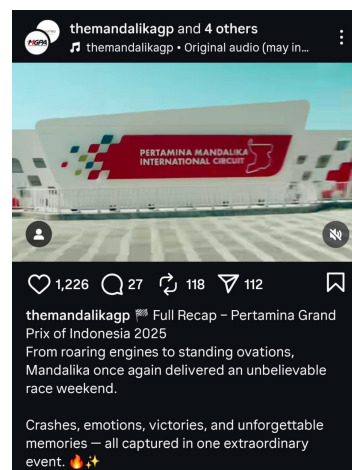 themandalikagp and 4 others
MGPA
themandalikagp • Original audio (may in...
PERTAMINA MANDALIKA
INTERNATIONAL CIRCUIT
1,226 27 118 112
themandalikagp 🏁 Full Recap – Pertamina Grand
Prix of Indonesia 2025
From roaring engines to standing ovations,
Mandalika once again delivered an unbelievable
race weekend.
Crashes, emotions, victories, and unforgettable
memories — all captured in one extraordinary
event. 🔥✨